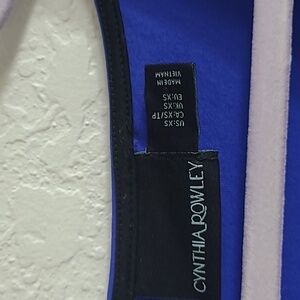 US:XS
CA:XS/TP
UK:XS
EU:XS
MADE IN
VIETNAM
CYNTHIA ROWLEY